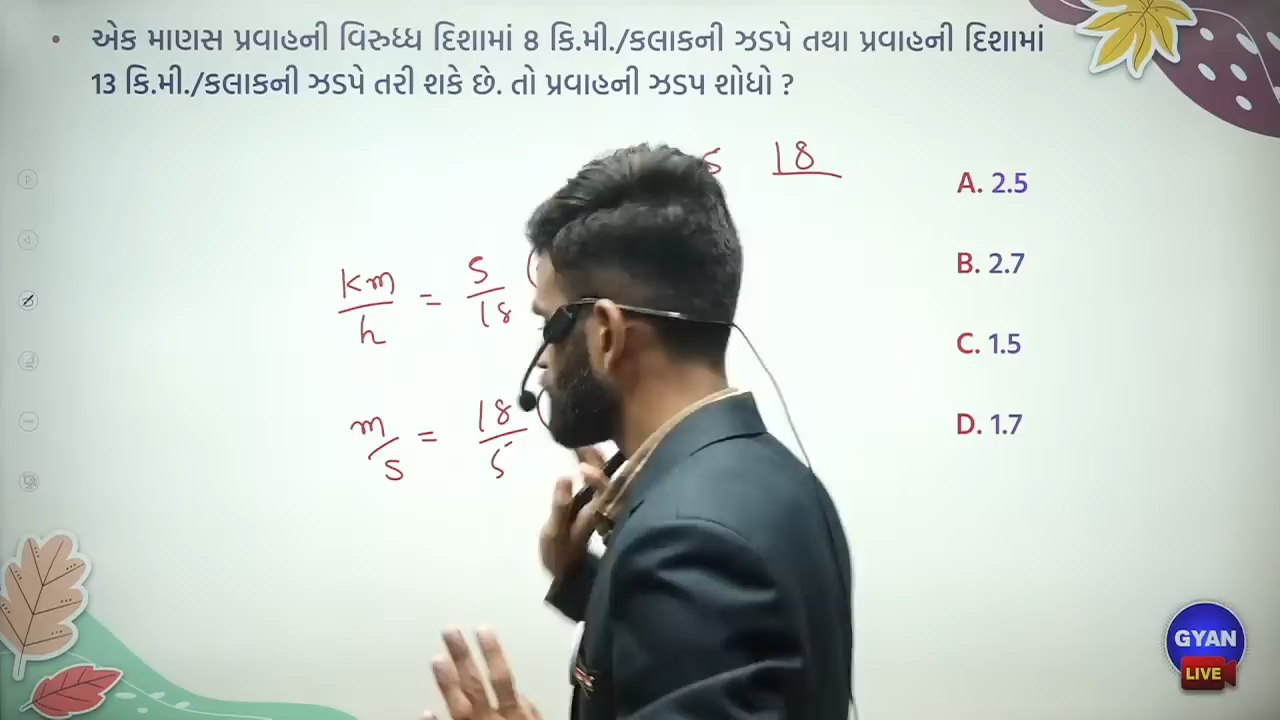 • એક માણસ પ્રવાહની વિરુધ્ધ દિશામાં 8 કિ.મી./કલાકની ઝડપે તથા પ્રવાહની દિશામાં
13 કિ.મી./કલાકની ઝડપે તરી શકે છે. તો પ્રવાહની ઝડપ શોધો ?
18
A. 2.5
km/h = 5/18
B. 2.7
C. 1.5
m/s = 18/5
D. 1.7
GYAN
LIVE